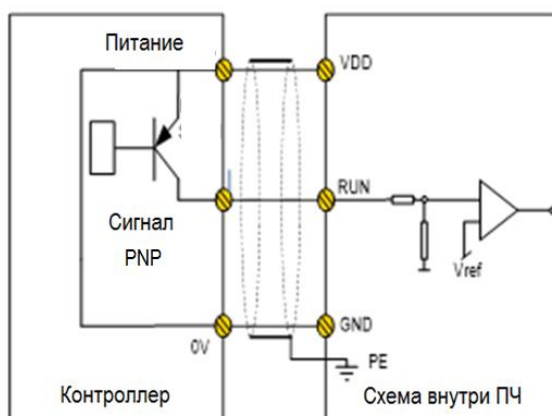 Питание
VDD
RUN
Сигнал
PNP
Vref
GND
0V
PE
Контроллер
Схема внутри ПЧ